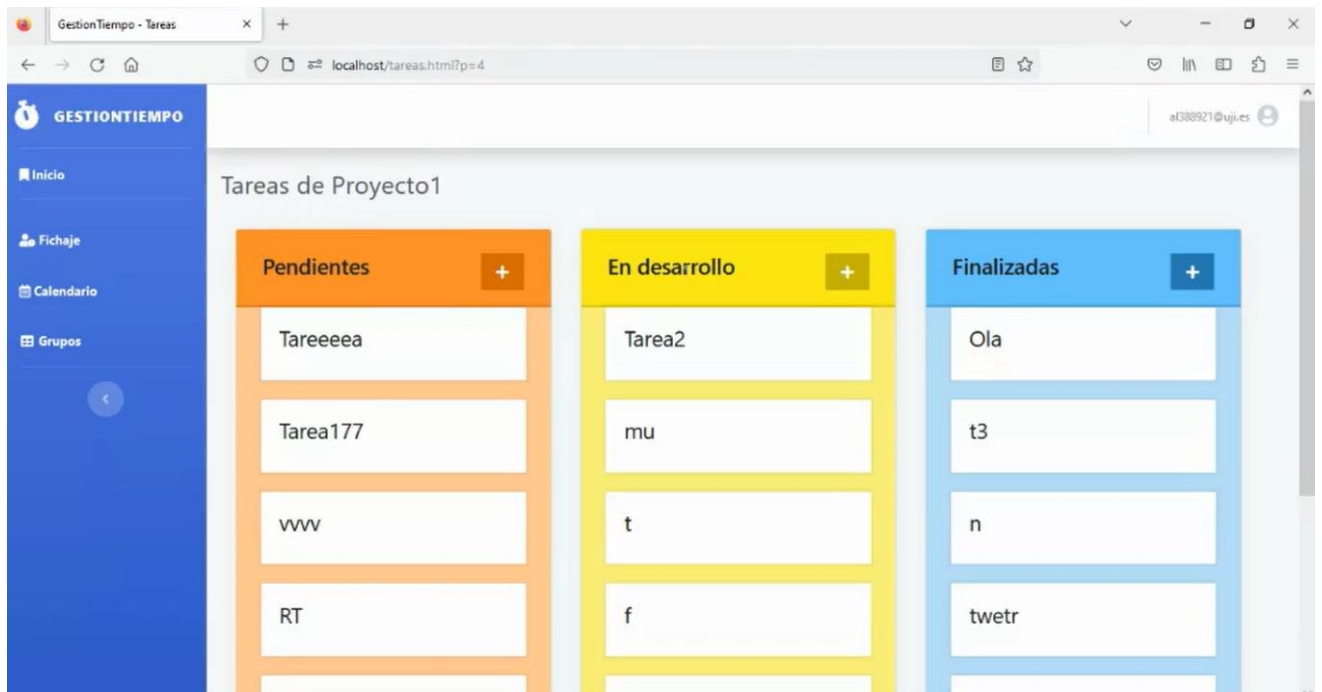 GestionTiempo - Tareas
localhost/tareas.html?p=4
GESTIONTIEMPO
al388921@uji.es
Inicio
Fichaje
Calendario
Grupos
Tareas de Proyecto1
Pendientes
+
Tareeeea
Tarea177
vvvv
RT
En desarrollo
+
Tarea2
mu
t
f
Finalizadas
+
Ola
t3
n
twetr